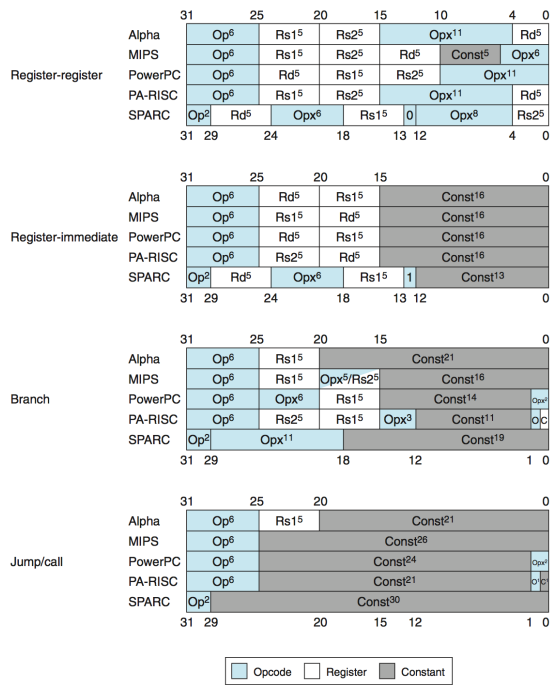 31 25 20 15 4 0
Alpha Op⁶ Rs1⁵ Rs2⁵ Opx¹¹ Rd⁵
MIPS Op⁶ Rs1⁵ Rs2⁵ Rd⁵ Const⁵ Opx⁶
Register-register PowerPC Op⁶ Rd⁵ Rs1⁵ Rs2⁵ Opx¹¹
PA-RISC Op⁶ Rs1⁵ Rs2⁵ Opx¹¹ Rd⁵
SPARC Op² Rd⁵ Opx⁶ Rs1⁵ 0 Opx⁸ Rs2⁵
31 29 24 18 13 12 4 0
31 25 20 15 0
Alpha Op⁶ Rd⁵ Rs1⁵ Const¹⁶
MIPS Op⁶ Rs1⁵ Rd⁵ Const¹⁶
Register-immediate PowerPC Op⁶ Rd⁵ Rs1⁵ Const¹⁶
PA-RISC Op⁶ Rs2⁵ Rd⁵ Const¹⁶
SPARC Op² Rd⁵ Opx⁶ Rs1⁵ 1 Const¹³
31 29 24 18 13 12 0
31 25 20 15 0
Alpha Op⁶ Rs1⁵ Const²¹
MIPS Op⁶ Rs1⁵ Opx⁵/Rs2⁵ Const¹⁶
Branch PowerPC Op⁶ Opx⁶ Rs1⁵ Const¹⁴ Opx²
PA-RISC Op⁶ Rs2⁵ Rs1⁵ Opx³ Const¹¹ O C
SPARC Op² Opx¹¹ Const¹⁹
31 29 18 12 1 0
31 25 20 0
Alpha Op⁶ Rs1⁵ Const²¹
MIPS Op⁶ Const²⁶
Jump/call PowerPC Op⁶ Const²⁴ Opx²
PA-RISC Op⁶ Const²¹ O¹ C¹
SPARC Op² Const³⁰
31 29 20 15 12 1 0
Opcode Register Constant